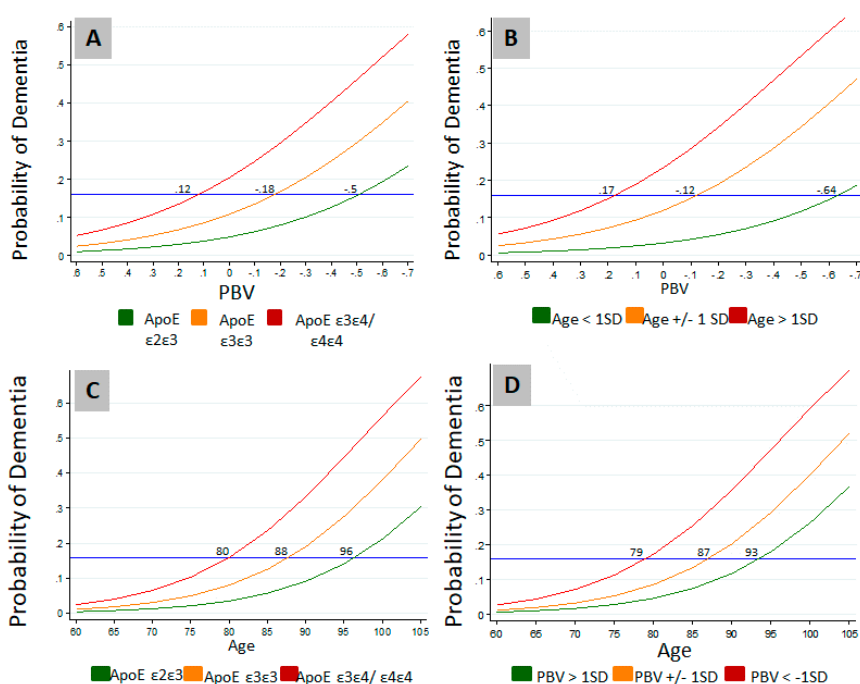 A
Probability of Dementia
.6
.5
.4
.3
.2
.1
0
.12
-.18
-.5
.6 .5 .4 .3 .2 .1 0 -.1 -.2 -.3 -.4 -.5 -.6 -.7
PBV
ApoE ε2ε3
ApoE ε3ε3
ApoE ε3ε4/ ε4ε4
B
Probability of Dementia
.6
.5
.4
.3
.2
.1
0
.17
-.12
-.64
.6 .5 .4 .3 .2 .1 0 -.1 -.2 -.3 -.4 -.5 -.6 -.7
PBV
Age < 1SD Age +/- 1 SD Age > 1SD
C
Probability of Dementia
.6
.5
.4
.3
.2
.1
0
80
88
96
60 65 70 75 80 85 90 95 100 105
Age
ApoE ε2ε3 ApoE ε3ε3 ApoE ε3ε4/ ε4ε4
D
Probability of Dementia
.6
.5
.4
.3
.2
.1
0
79
87
93
60 65 70 75 80 85 90 95 100 105
Age
PBV > 1SD PBV +/- 1SD PBV < -1SD